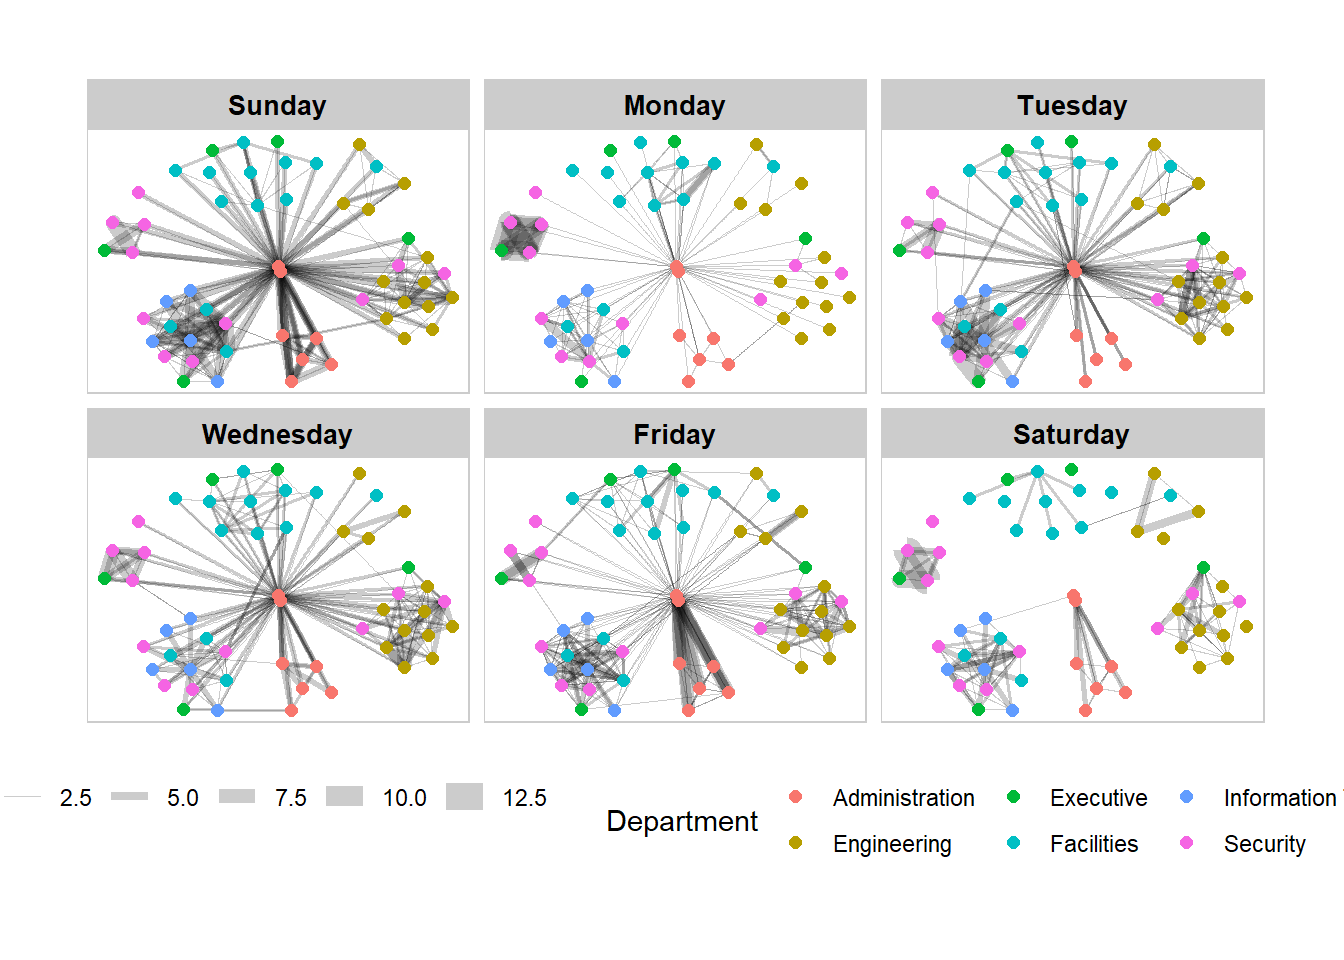 Sunday Monday Tuesday
Wednesday Friday Saturday
2.5 5.0 7.5 10.0 12.5
Department
Administration Executive Information
Engineering Facilities Security